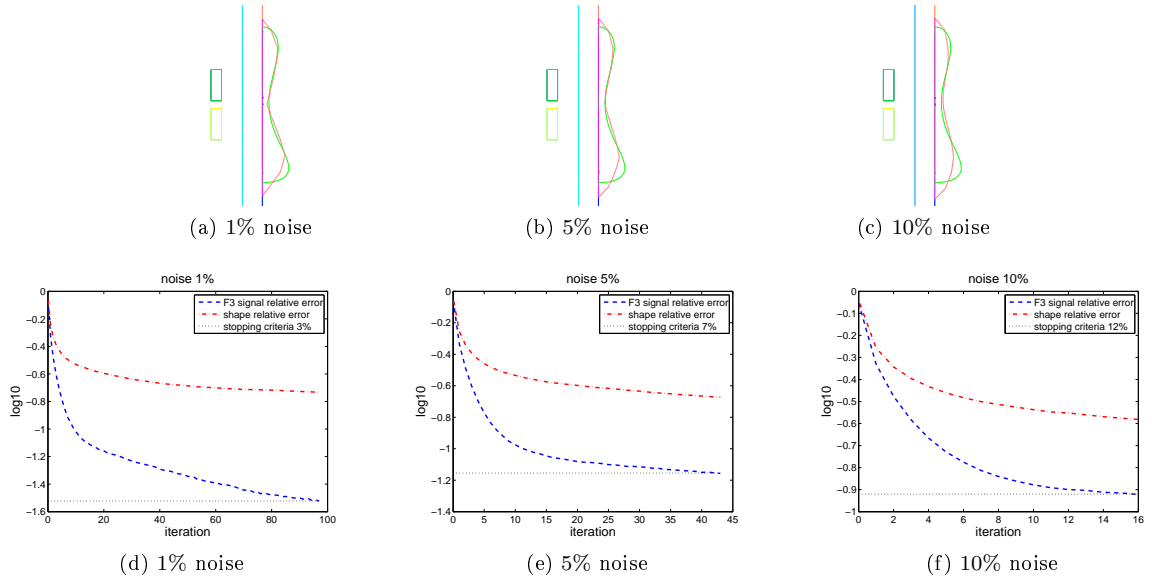 (a) 1% noise
(b) 5% noise
(c) 10% noise
noise 1%
0
−0.2
−0.4
−0.6
−0.8
−1
−1.2
−1.4
−1.6
log10
F3 signal relative error
shape relative error
stopping criteria 3%
0 20 40 60 80 100
iteration
(d) 1% noise
noise 5%
0
−0.2
−0.4
−0.6
−0.8
−1
−1.2
−1.4
log10
F3 signal relative error
shape relative error
stopping criteria 7%
0 5 10 15 20 25 30 35 40 45
iteration
(e) 5% noise
noise 10%
0
−0.1
−0.2
−0.3
−0.4
−0.5
−0.6
−0.7
−0.8
−0.9
−1
log10
F3 signal relative error
shape relative error
stopping criteria 12%
0 2 4 6 8 10 12 14 16
iteration
(f) 10% noise